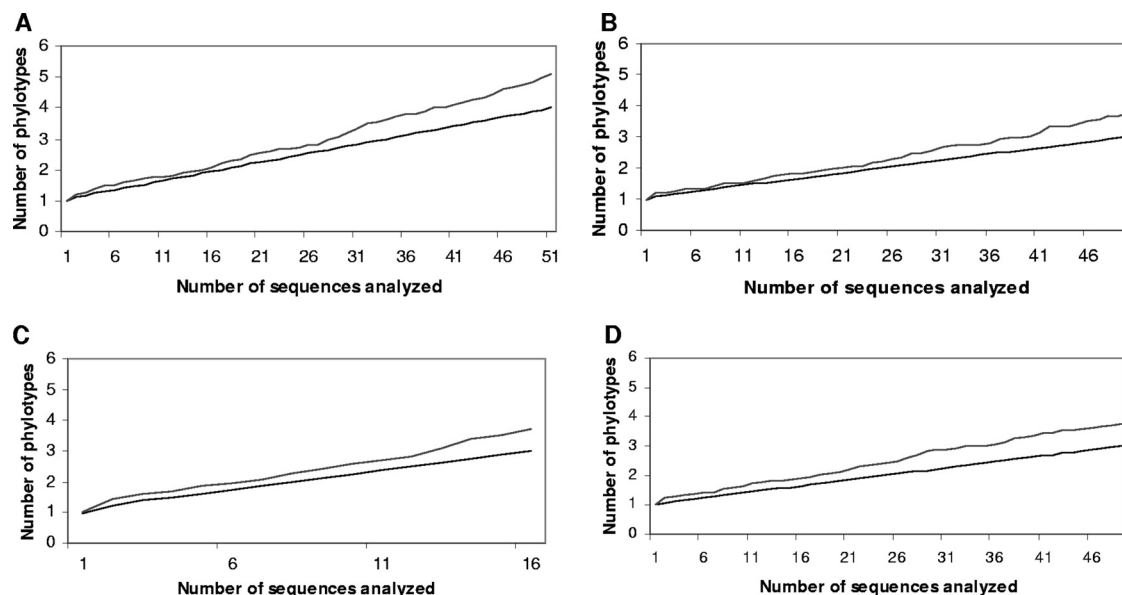 A
Number of phylotypes
6
5
4
3
2
1
0
1 6 11 16 21 26 31 36 41 46 51
Number of sequences analyzed
B
Number of phylotypes
6
5
4
3
2
1
0
1 6 11 16 21 26 31 36 41 46
Number of sequences analyzed
C
Number of phylotypes
6
5
4
3
2
1
0
1 6 11 16
Number of sequences analyzed
D
Number of phylotypes
6
5
4
3
2
1
0
1 6 11 16 21 26 31 36 41 46
Number of sequences analyzed